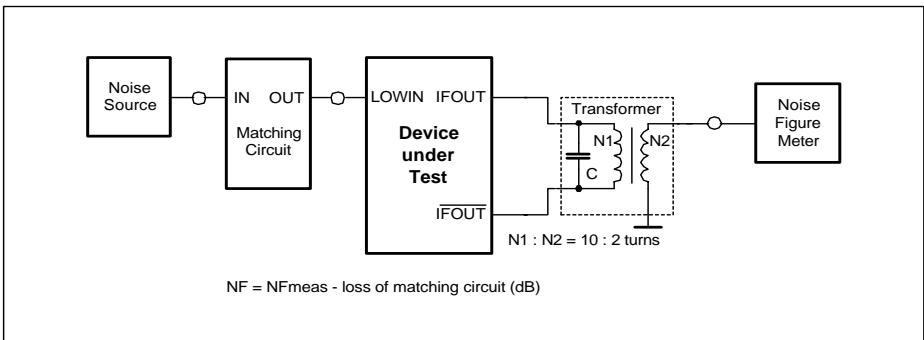 Noise
Source
IN OUT
Matching
Circuit
LOWIN IFOUT
Device
under
Test
IFOUT
Transformer
N1 N2
C
N1 : N2 = 10 : 2 turns
Noise
Figure
Meter
NF = NFmeas - loss of matching circuit (dB)